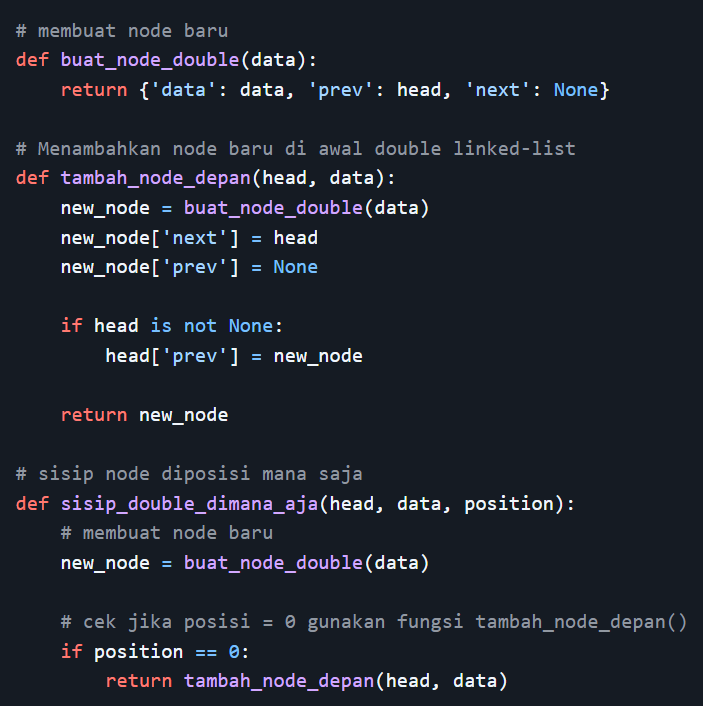 # membuat node baru
def buat_node_double(data):
    return {'data': data, 'prev': head, 'next': None}

# Menambahkan node baru di awal double linked-list
def tambah_node_depan(head, data):
    new_node = buat_node_double(data)
    new_node['next'] = head
    new_node['prev'] = None

    if head is not None:
        head['prev'] = new_node

    return new_node

# sisip node diposisi mana saja
def sisip_double_dimana_aja(head, data, position):
    # membuat node baru
    new_node = buat_node_double(data)

    # cek jika posisi = 0 gunakan fungsi tambah_node_depan()
    if position == 0:
        return tambah_node_depan(head, data)